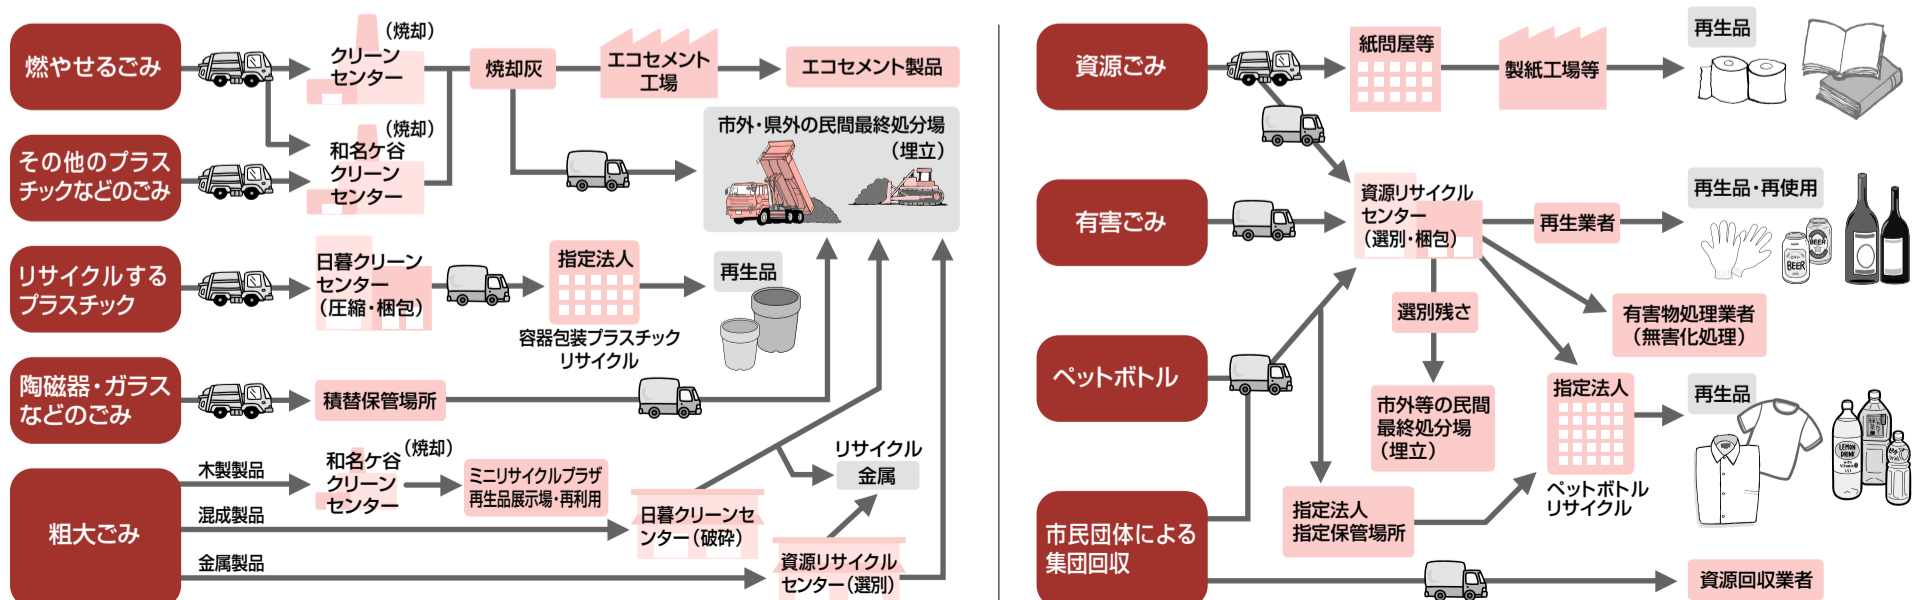 燃やせるごみ
(焼却)
クリーン
センター
焼却灰
エコセメント
工場
エコセメント製品
その他のプラス
チックなどのごみ
(焼却)
和名ケ谷
クリーン
センター
市外・県外の民間最終処分場
(埋立)
リサイクルする
プラスチック
日暮クリーン
センター
(圧縮・梱包)
指定法人
容器包装プラスチック
リサイクル
再生品
陶磁器・ガラス
などのごみ
積替保管場所
粗大ごみ
木製製品
和名ケ谷
クリーン
センター
(焼却)
ミニリサイクルプラザ
再生品展示場・再利用
リサイクル
金属
混成製品
日暮クリーンセ
ンター(破砕)
金属製品
資源リサイクル
センター(選別)
資源ごみ
紙問屋等
製紙工場等
再生品
有害ごみ
資源リサイクル
センター
(選別・梱包)
再生業者
再生品・再使用
BEER
BEER
選別残さ
有害物処理業者
(無害化処理)
ペットボトル
市外等の民間
最終処分場
(埋立)
指定法人
ペットボトル
リサイクル
再生品
LEMON
DRINK
市民団体による
集団回収
指定法人
指定保管場所
資源回収業者